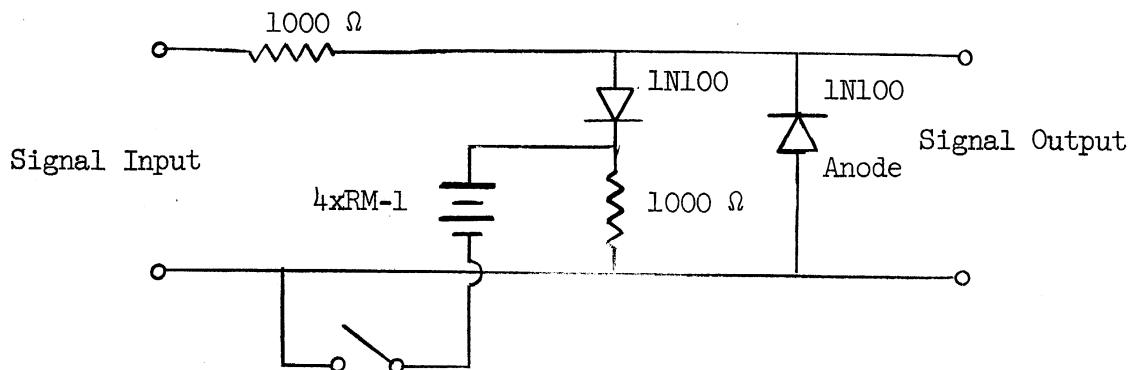 1000 Ω
1N100
1N100
Signal Input
Signal Output
4xRM-1
1000 Ω
Anode